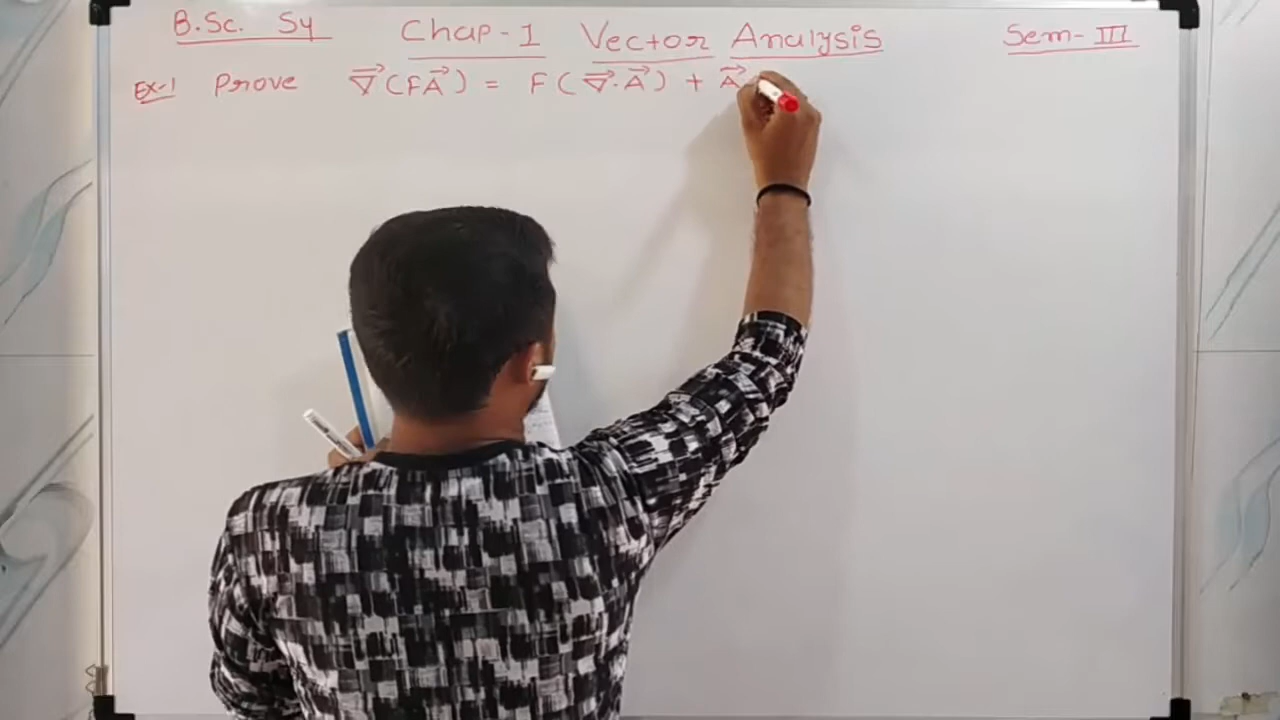 B.Sc. Sy Chap-1 Vector Analysis Sem-III
Ex-1 Prove ∇⃗(FA⃗) = F(∇⃗·A⃗) + A⃗